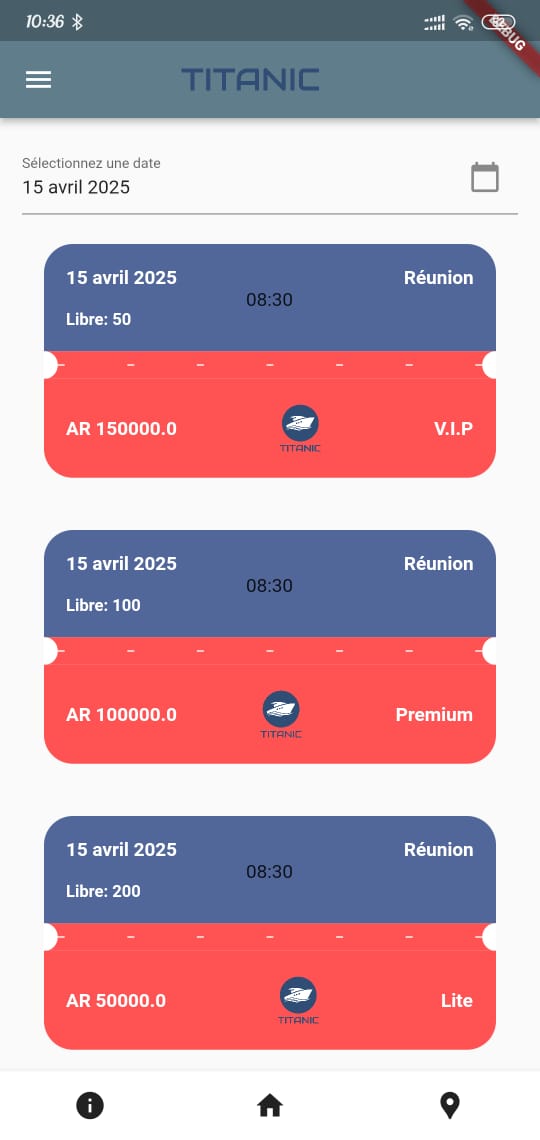 10:36
52
DEBUG
TITANIC
Sélectionnez une date
15 avril 2025
15 avril 2025 Réunion
08:30
Libre: 50
AR 150000.0 V.I.P
TITANIC
15 avril 2025 Réunion
08:30
Libre: 100
AR 100000.0 Premium
TITANIC
15 avril 2025 Réunion
08:30
Libre: 200
AR 50000.0 Lite
TITANIC